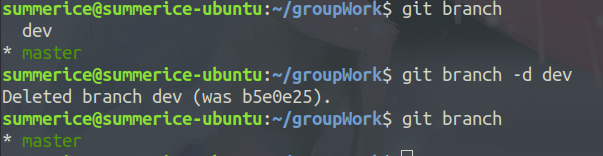 summerice@summerice-ubuntu:~/groupWork$ git branch
  dev
* master
summerice@summerice-ubuntu:~/groupWork$ git branch -d dev
Deleted branch dev (was b5e0e25).
summerice@summerice-ubuntu:~/groupWork$ git branch
* master